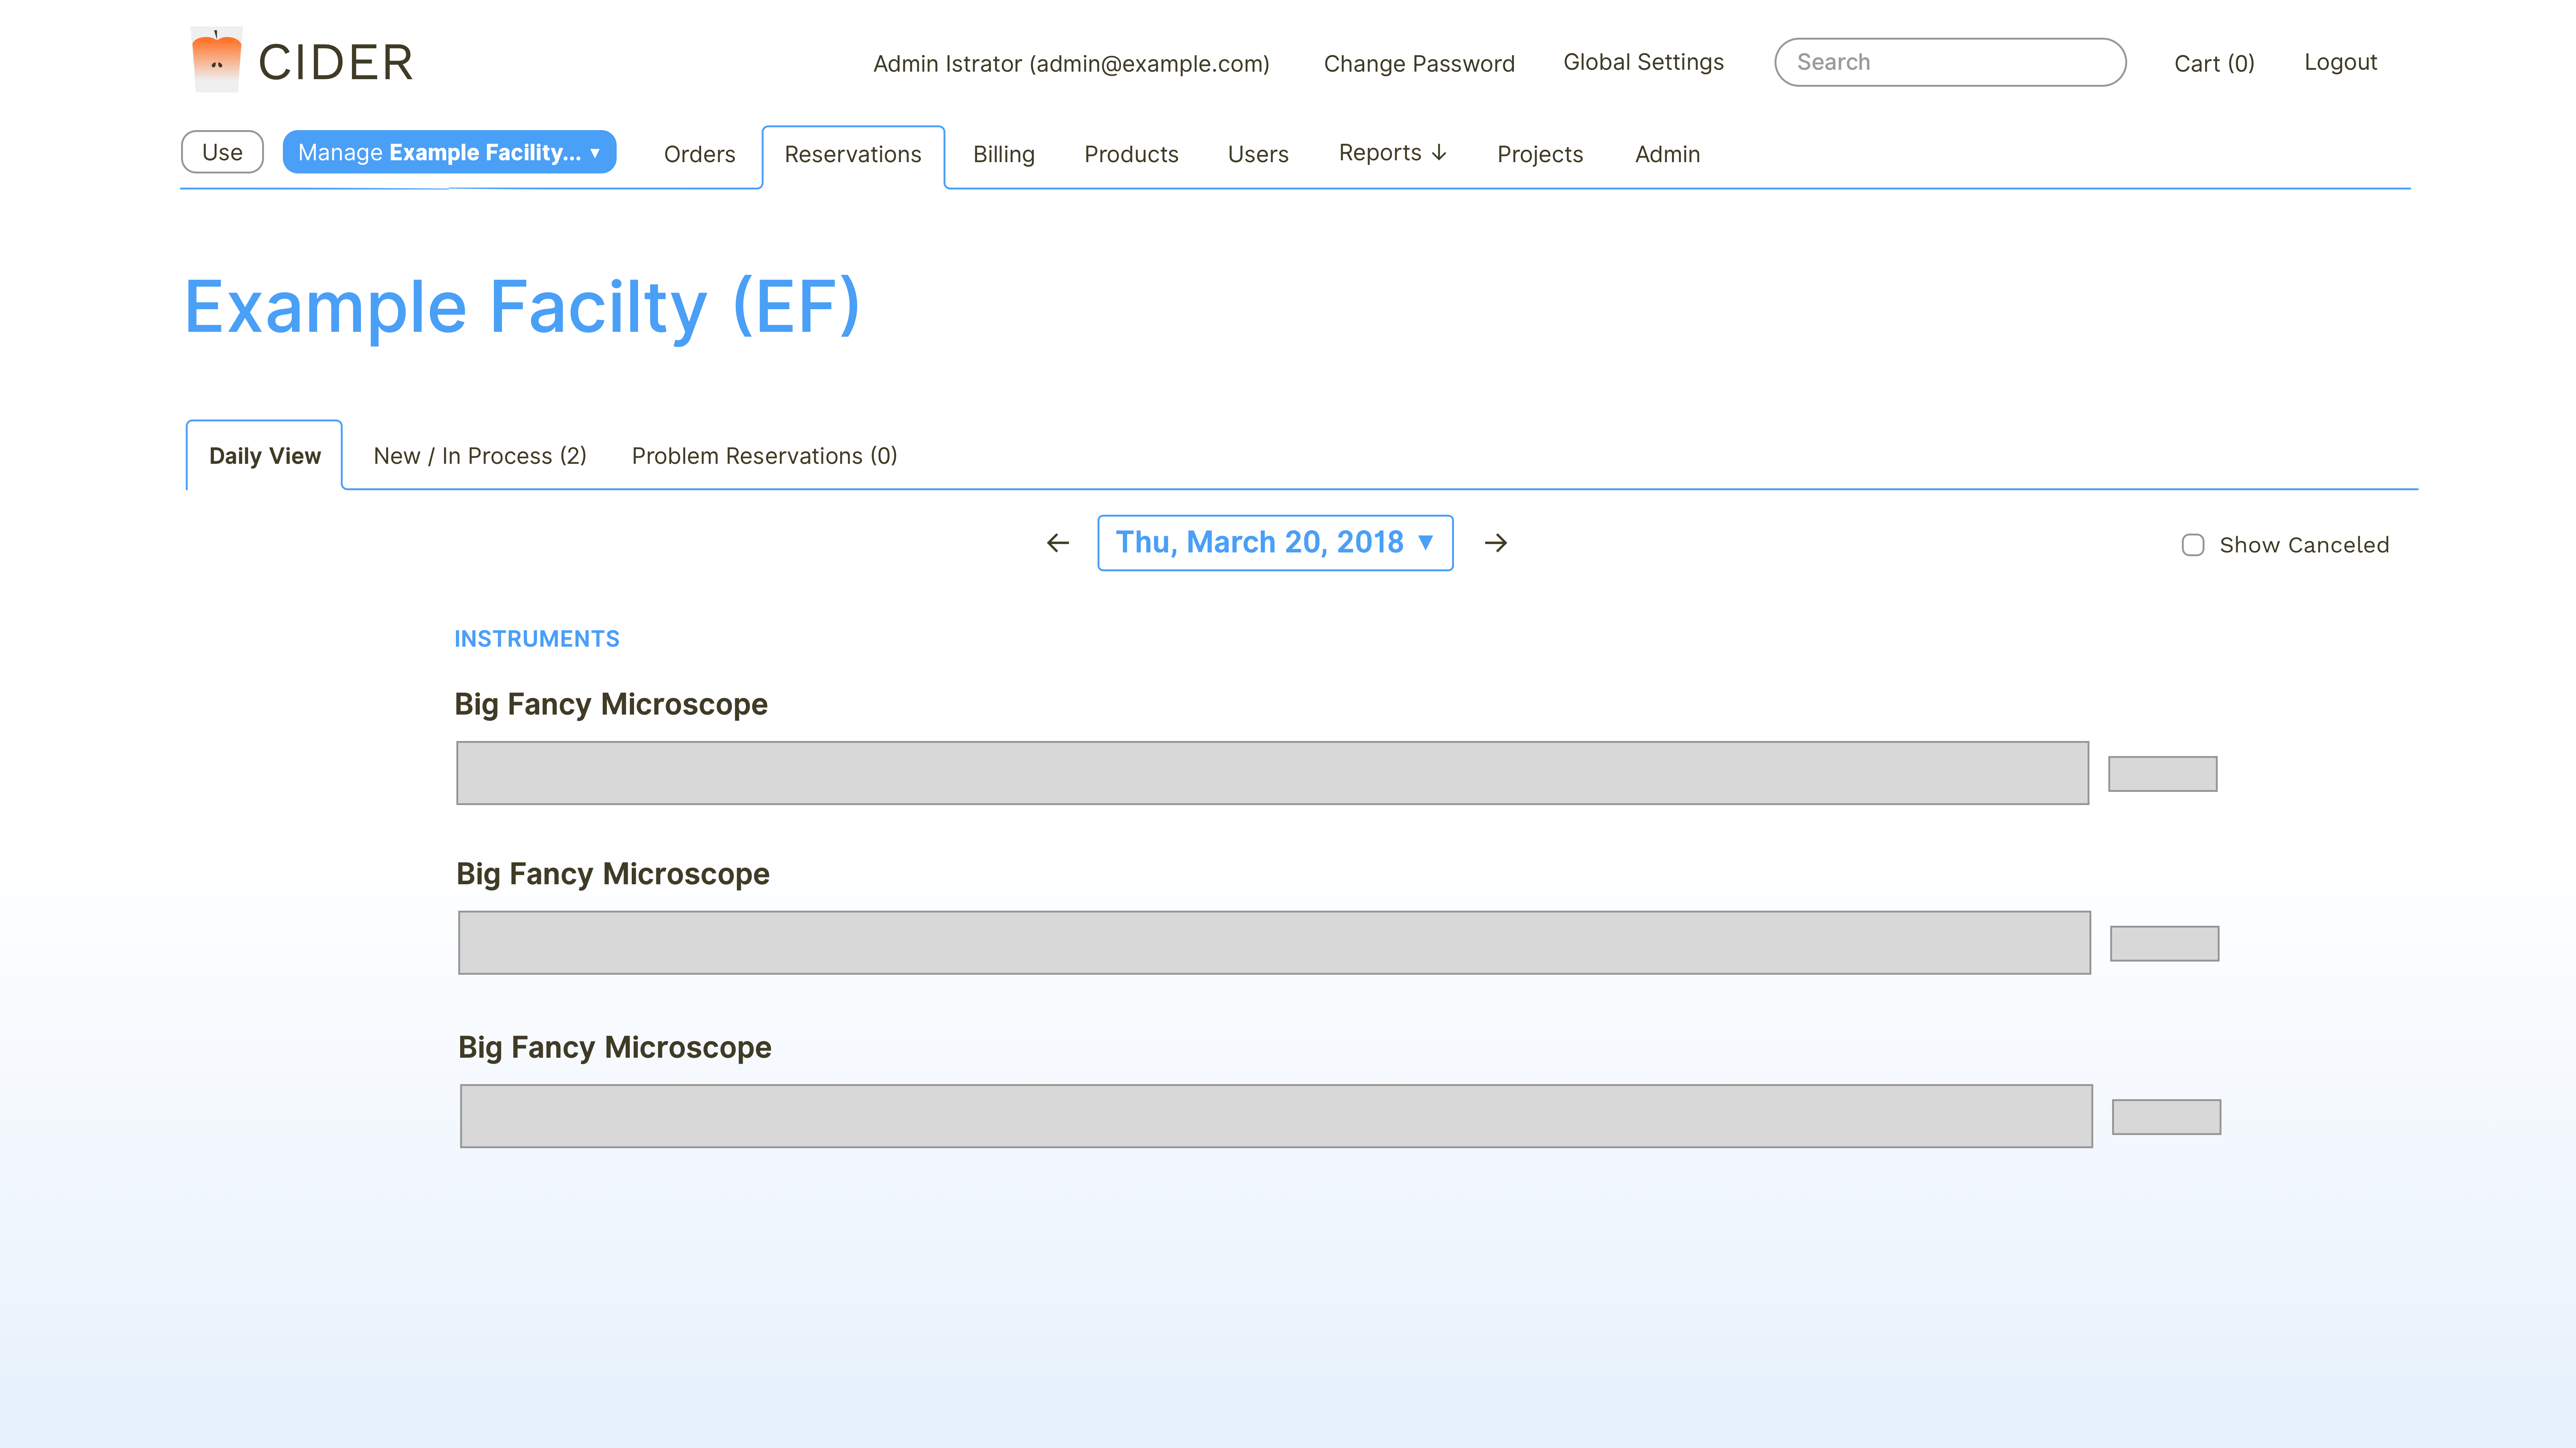 CIDER
Admin Istrator (admin@example.com) Change Password Global Settings Search Cart (0) Logout
Use Manage Example Facility... ▼ Orders Reservations Billing Products Users Reports ↓ Projects Admin
Example Facilty (EF)
Daily View New / In Process (2) Problem Reservations (0)
← Thu, March 20, 2018 ▼ → Show Canceled
INSTRUMENTS
Big Fancy Microscope
Big Fancy Microscope
Big Fancy Microscope